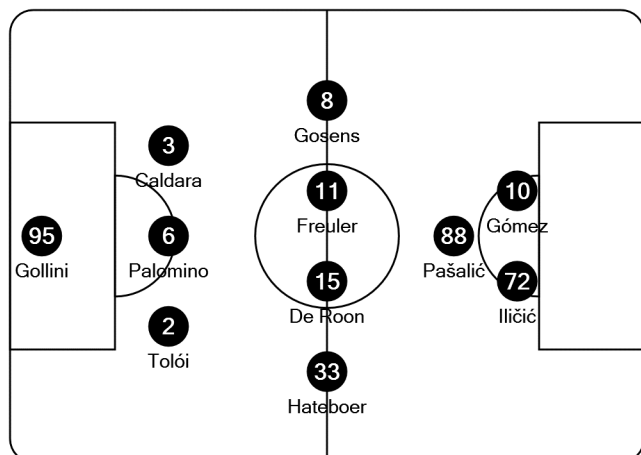 8
Gosens
3
Caldara
11
Freuler
10
Gómez
95
Gollini
6
Palomino
88
Pašalić
15
De Roon
72
Iličić
2
Tolói
33
Hateboer